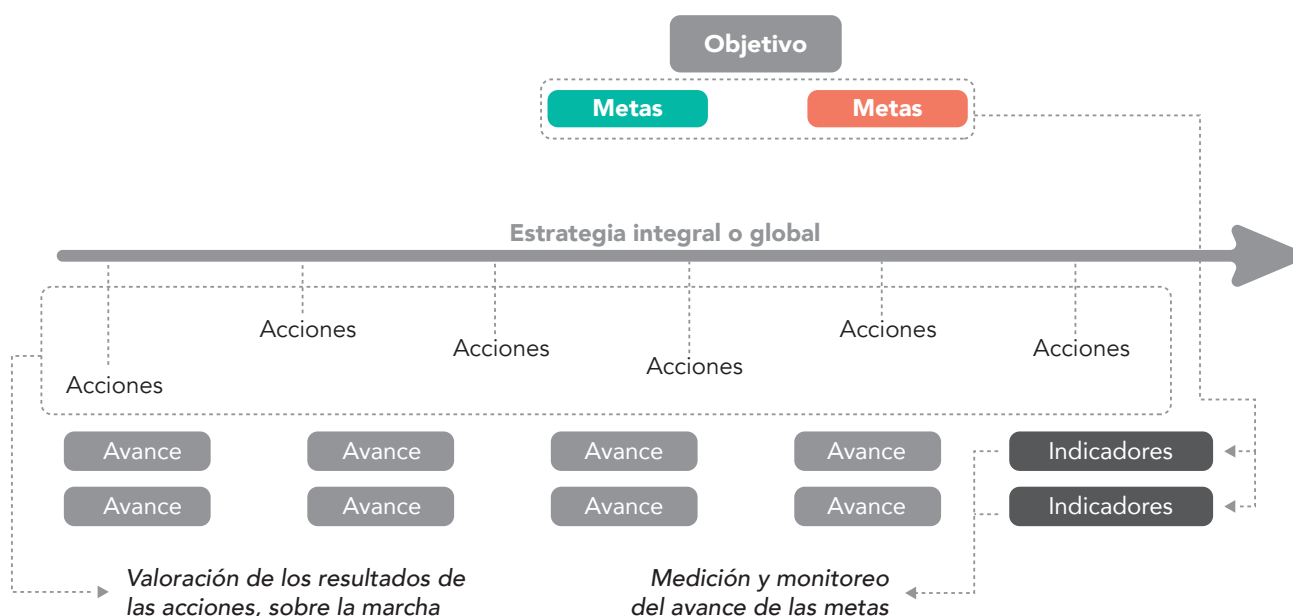 Objetivo
Metas Metas
Estrategia integral o global
Acciones Acciones
Acciones Acciones
Acciones
Acciones
Avance Avance Avance Avance Indicadores
Avance Avance Avance Avance Indicadores
Valoración de los resultados de
las acciones, sobre la marcha
Medición y monitoreo
del avance de las metas